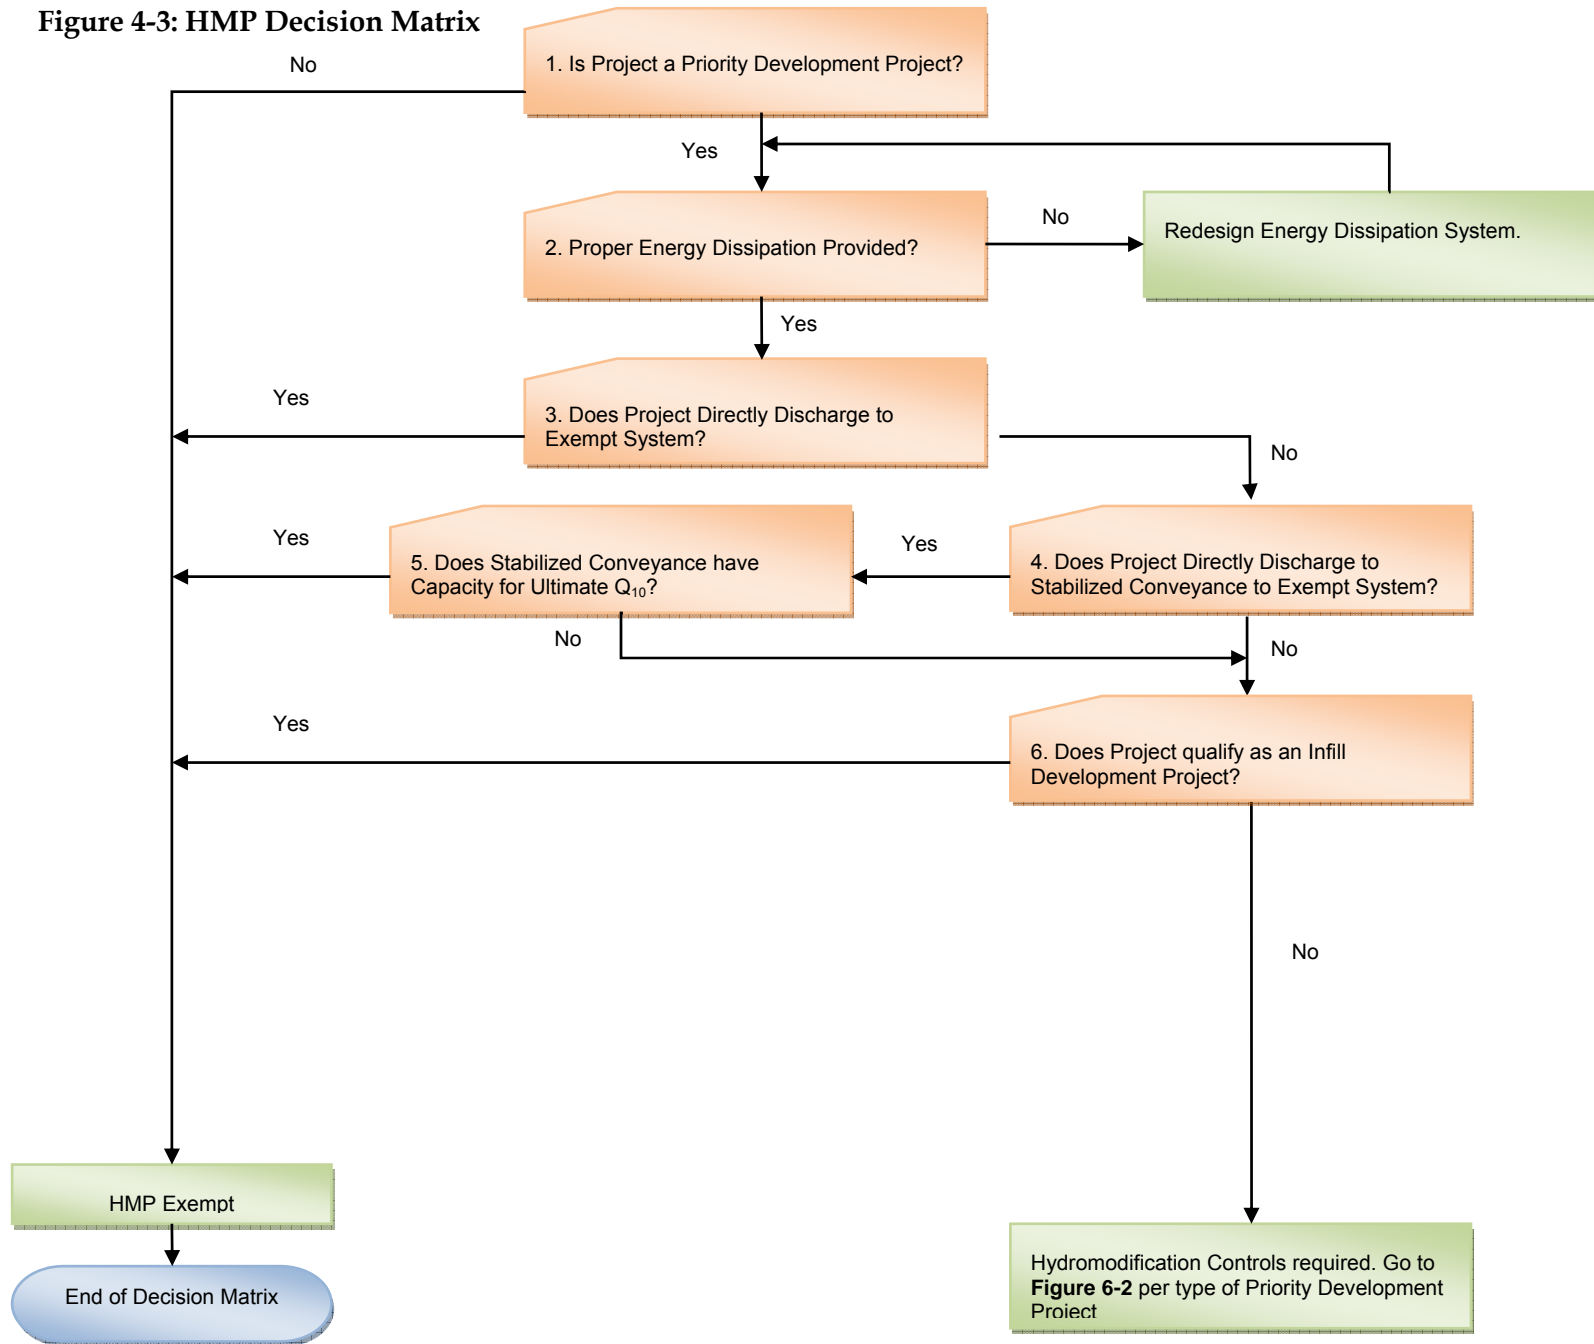 Figure 4-3: HMP Decision Matrix
No
1. Is Project a Priority Development Project?
Yes
No
2. Proper Energy Dissipation Provided?
Redesign Energy Dissipation System.
Yes
Yes
3. Does Project Directly Discharge to
Exempt System?
No
Yes
5. Does Stabilized Conveyance have
Capacity for Ultimate Q₁₀?
Yes
4. Does Project Directly Discharge to
Stabilized Conveyance to Exempt System?
No
No
Yes
6. Does Project qualify as an Infill
Development Project?
No
HMP Exempt
End of Decision Matrix
Hydromodification Controls required. Go to
Figure 6-2 per type of Priority Development
Project